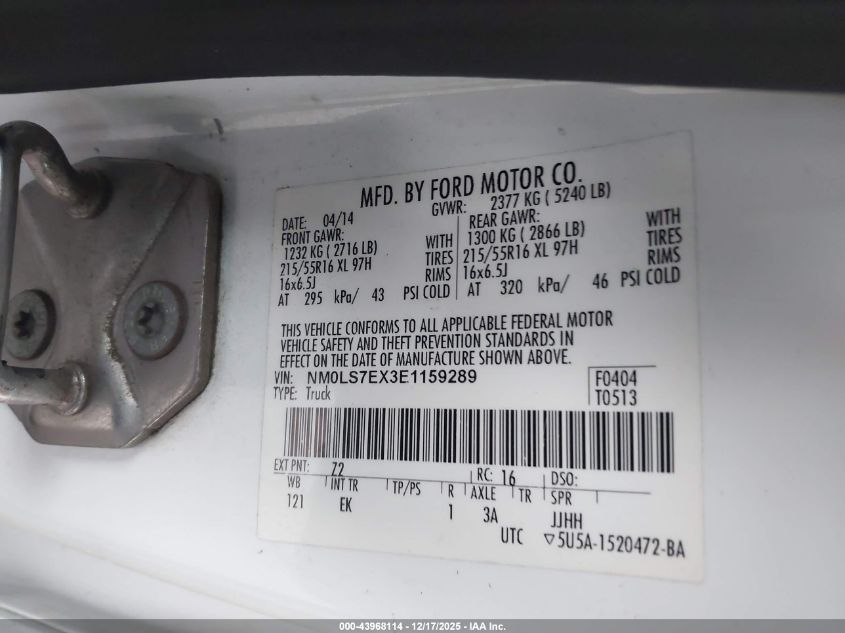 MFD. BY FORD MOTOR CO.
DATE: 04/14 GVWR: 2377 KG ( 5240 LB)
FRONT GAWR: REAR GAWR:
1232 KG ( 2716 LB) WITH 1300 KG ( 2866 LB) WITH
215/55R16 XL 97H TIRES 215/55R16 XL 97H TIRES
16x6.5J RIMS 16x6.5J RIMS
AT 295 kPa/ 43 PSI COLD AT 320 kPa/ 46 PSI COLD
THIS VEHICLE CONFORMS TO ALL APPLICABLE FEDERAL MOTOR
VEHICLE SAFETY AND THEFT PREVENTION STANDARDS IN
EFFECT ON THE DATE OF MANUFACTURE SHOWN ABOVE.
VIN: NM0LS7EX3E1159289 F0404
TYPE: Truck T0513
EXT PNT: Z2 RC: 16 DSO:
WB INT TR TP/PS R AXLE TR SPR
121 EK 1 3A JJHH
UTC ▽5U5A-1520472-BA
000-43968114 — 12/17/2025 - IAA Inc.